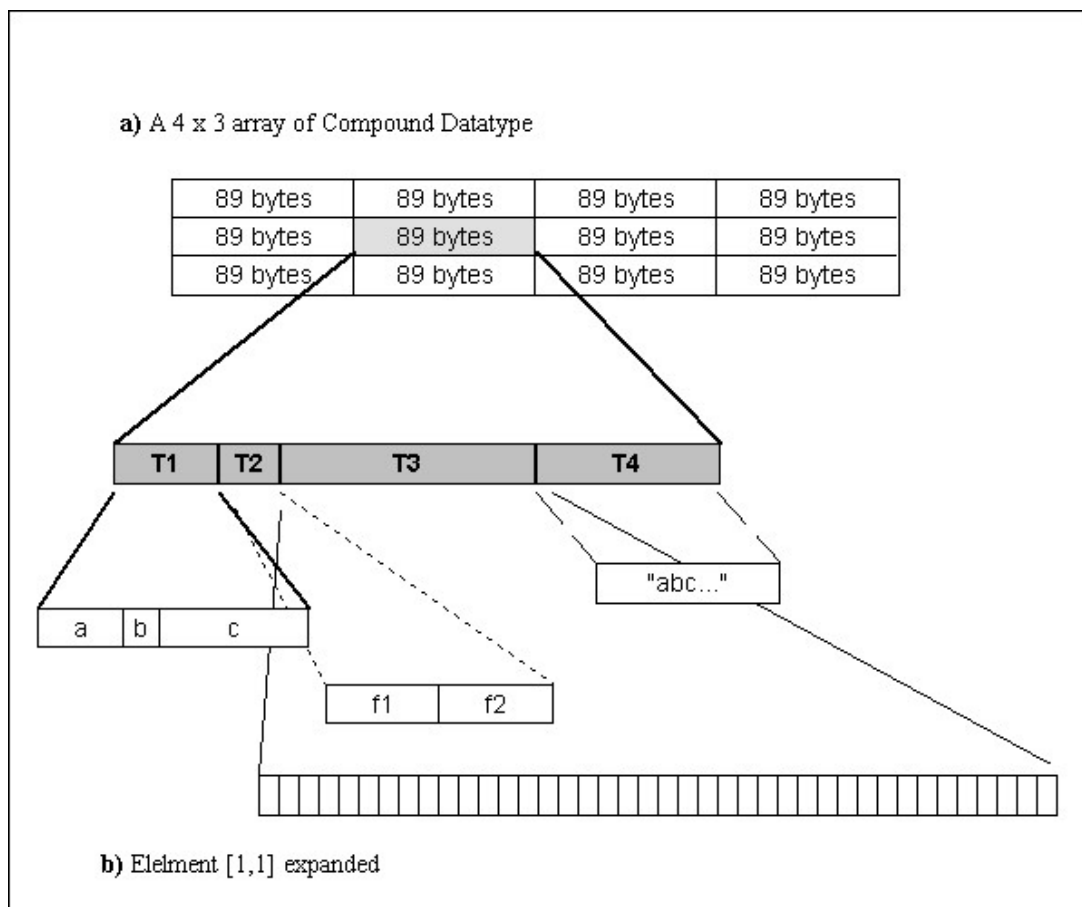 a) A 4 x 3 array of Compound Datatype
89 bytes 89 bytes 89 bytes 89 bytes
89 bytes 89 bytes 89 bytes 89 bytes
89 bytes 89 bytes 89 bytes 89 bytes
T1 T2 T3 T4
"abc..."
a b c
f1 f2
b) Elelment [1,1] expanded